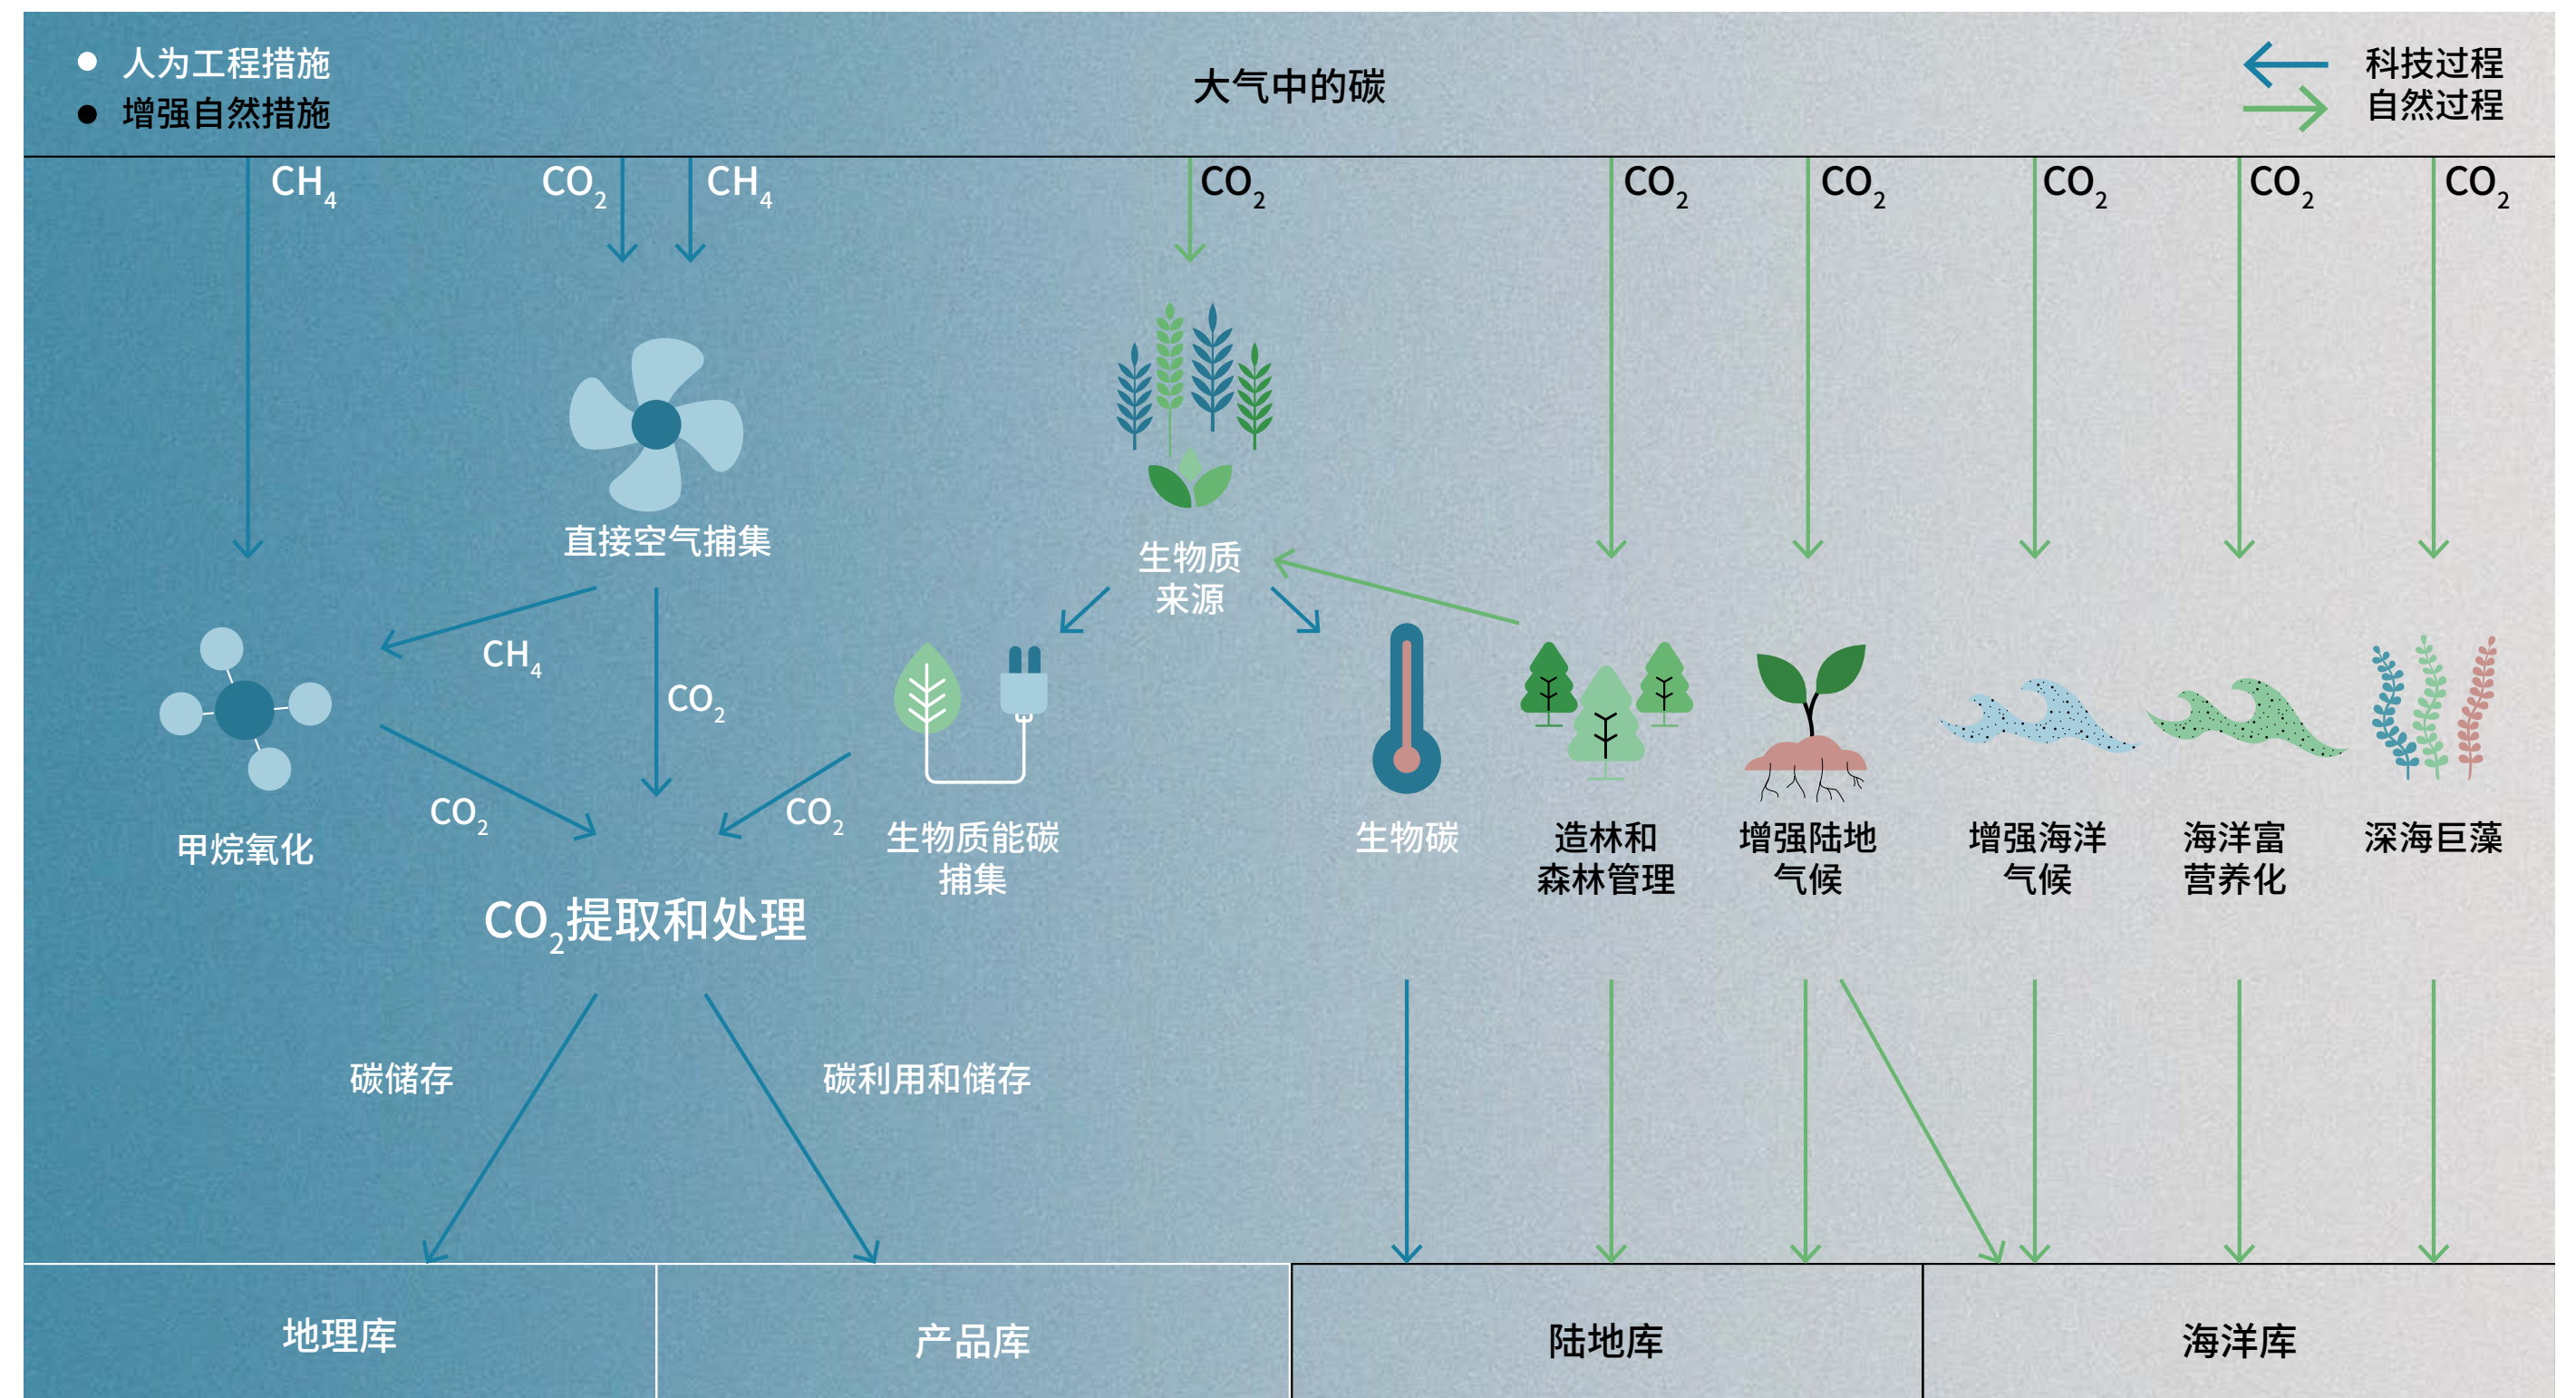 人为工程措施
增强自然措施
大气中的碳
科技过程
自然过程
CH₄
CO₂
CH₄
CO₂
CO₂
CO₂
CO₂
CO₂
CO₂
直接空气捕集
生物质
来源
CH₄
CO₂
CO₂
CO₂
甲烷氧化
生物质能碳
捕集
生物碳
造林和
森林管理
增强陆地
气候
增强海洋
气候
海洋富
营养化
深海巨藻
CO₂提取和处理
碳储存
碳利用和储存
地理库
产品库
陆地库
海洋库